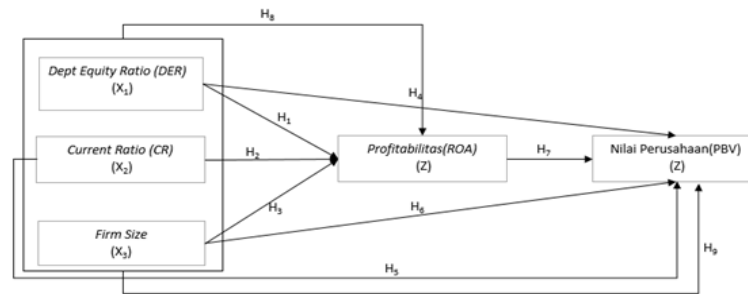 H₈
Dept Equity Ratio (DER)
(X₁)
H₄
H₁
Current Ratio (CR)
(X₂)
H₂
Profitabilitas(ROA)
(Z)
H₇
Nilai Perusahaan(PBV)
(Z)
H₃
H₆
Firm Size
(X₃)
H₅
H₉